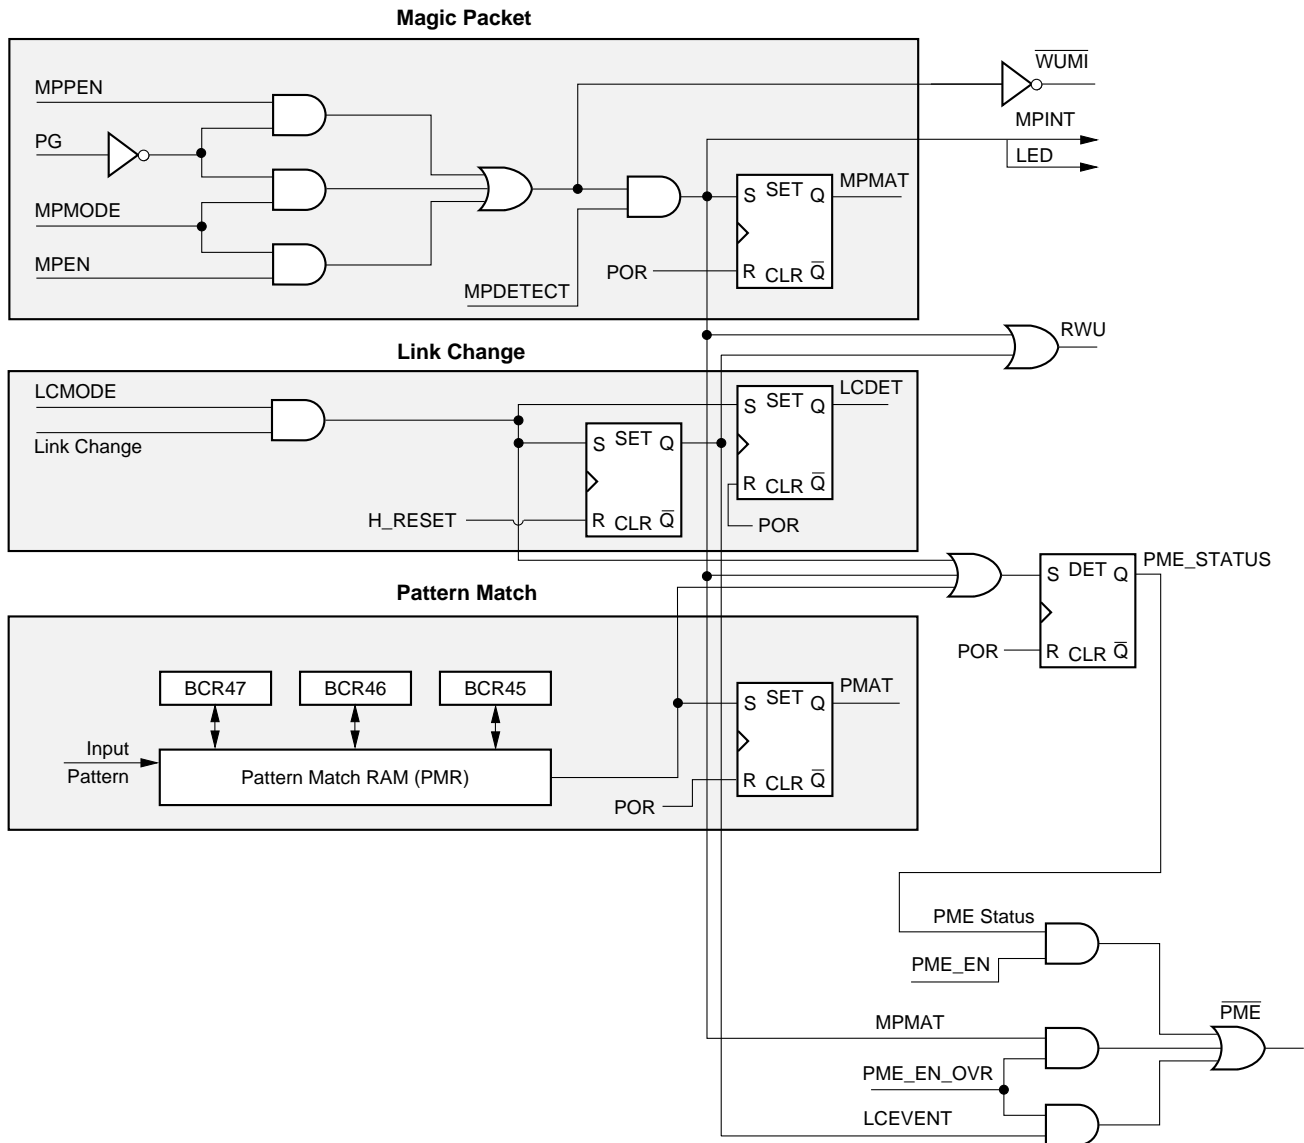 Magic Packet
MPPEN
PG
MPMODE
MPEN
MPDETECT
S SET Q
R CLR Q̅
POR
MPMAT
W̅U̅M̅I̅
MPINT
LED
RWU
Link Change
LCMODE
Link Change
H_RESET
S SET Q
R CLR Q̅
S SET Q
R CLR Q̅
LCDET
POR
S DET Q
R CLR Q̅
PME_STATUS
POR
Pattern Match
BCR47
BCR46
BCR45
Input
Pattern
Pattern Match RAM (PMR)
S SET Q
R CLR Q̅
PMAT
POR
PME Status
PME_EN
MPMAT
PME_EN_OVR
LCEVENT
P̅M̅E̅